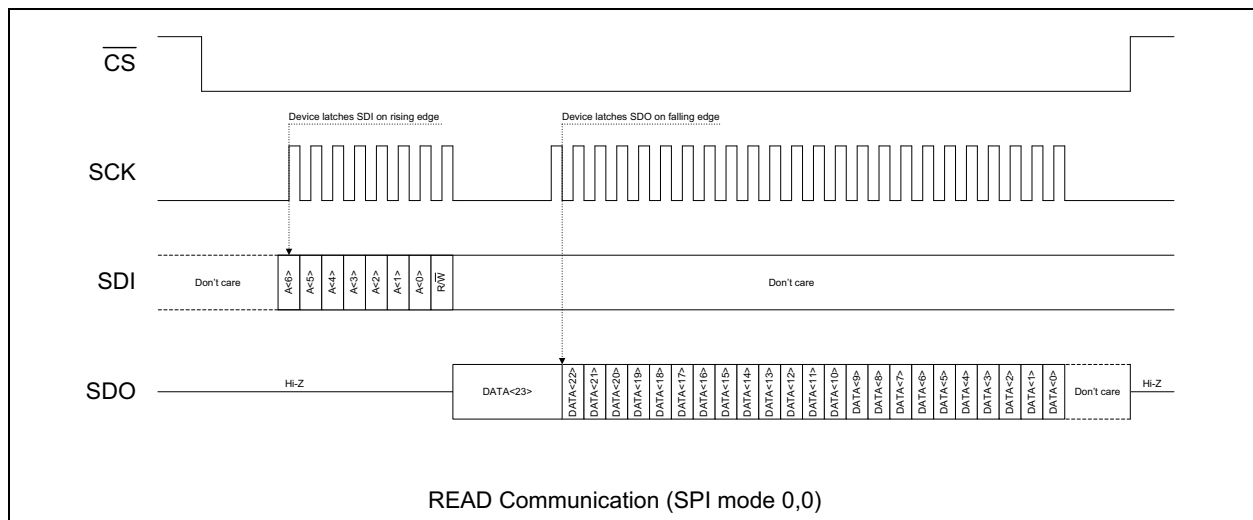 CS
Device latches SDI on rising edge
Device latches SDO on falling edge
SCK
SDI
Don't care
A<6>
A<5>
A<4>
A<3>
A<2>
A<1>
A<0>
R/W
Don't care
SDO
Hi-Z
DATA<23>
DATA<22>
DATA<21>
DATA<20>
DATA<19>
DATA<18>
DATA<17>
DATA<16>
DATA<15>
DATA<14>
DATA<13>
DATA<12>
DATA<11>
DATA<10>
DATA<9>
DATA<8>
DATA<7>
DATA<6>
DATA<5>
DATA<4>
DATA<3>
DATA<2>
DATA<1>
DATA<0>
Don't care
Hi-Z
READ Communication (SPI mode 0,0)